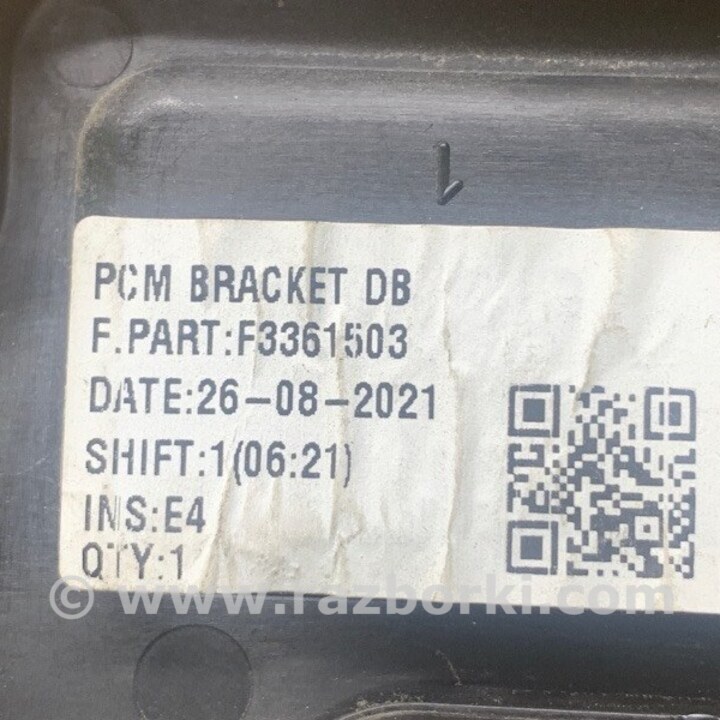 PCM BRACKET DB
F.PART:F3361503
DATE:26-08-2021
SHIFT:1(06:21)
INS:E4
QTY:1
© www.razborki.com